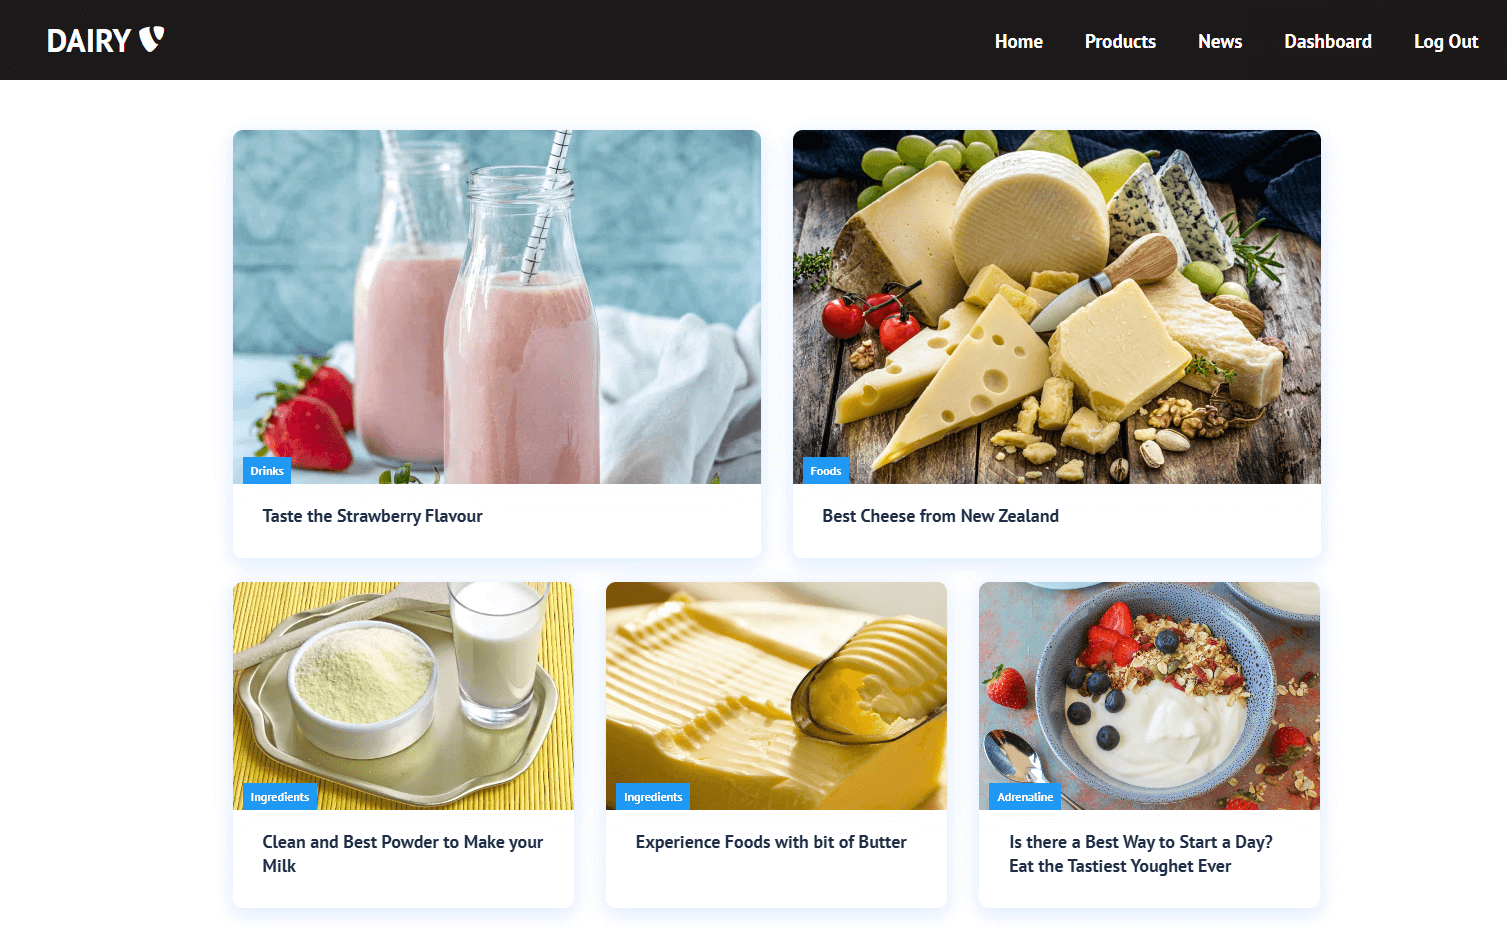 DAIRY
Home
Products
News
Dashboard
Log Out
Drinks
Taste the Strawberry Flavour
Foods
Best Cheese from New Zealand
Ingredients
Clean and Best Powder to Make your
Milk
Ingredients
Experience Foods with bit of Butter
Adrenaline
Is there a Best Way to Start a Day?
Eat the Tastiest Youghet Ever